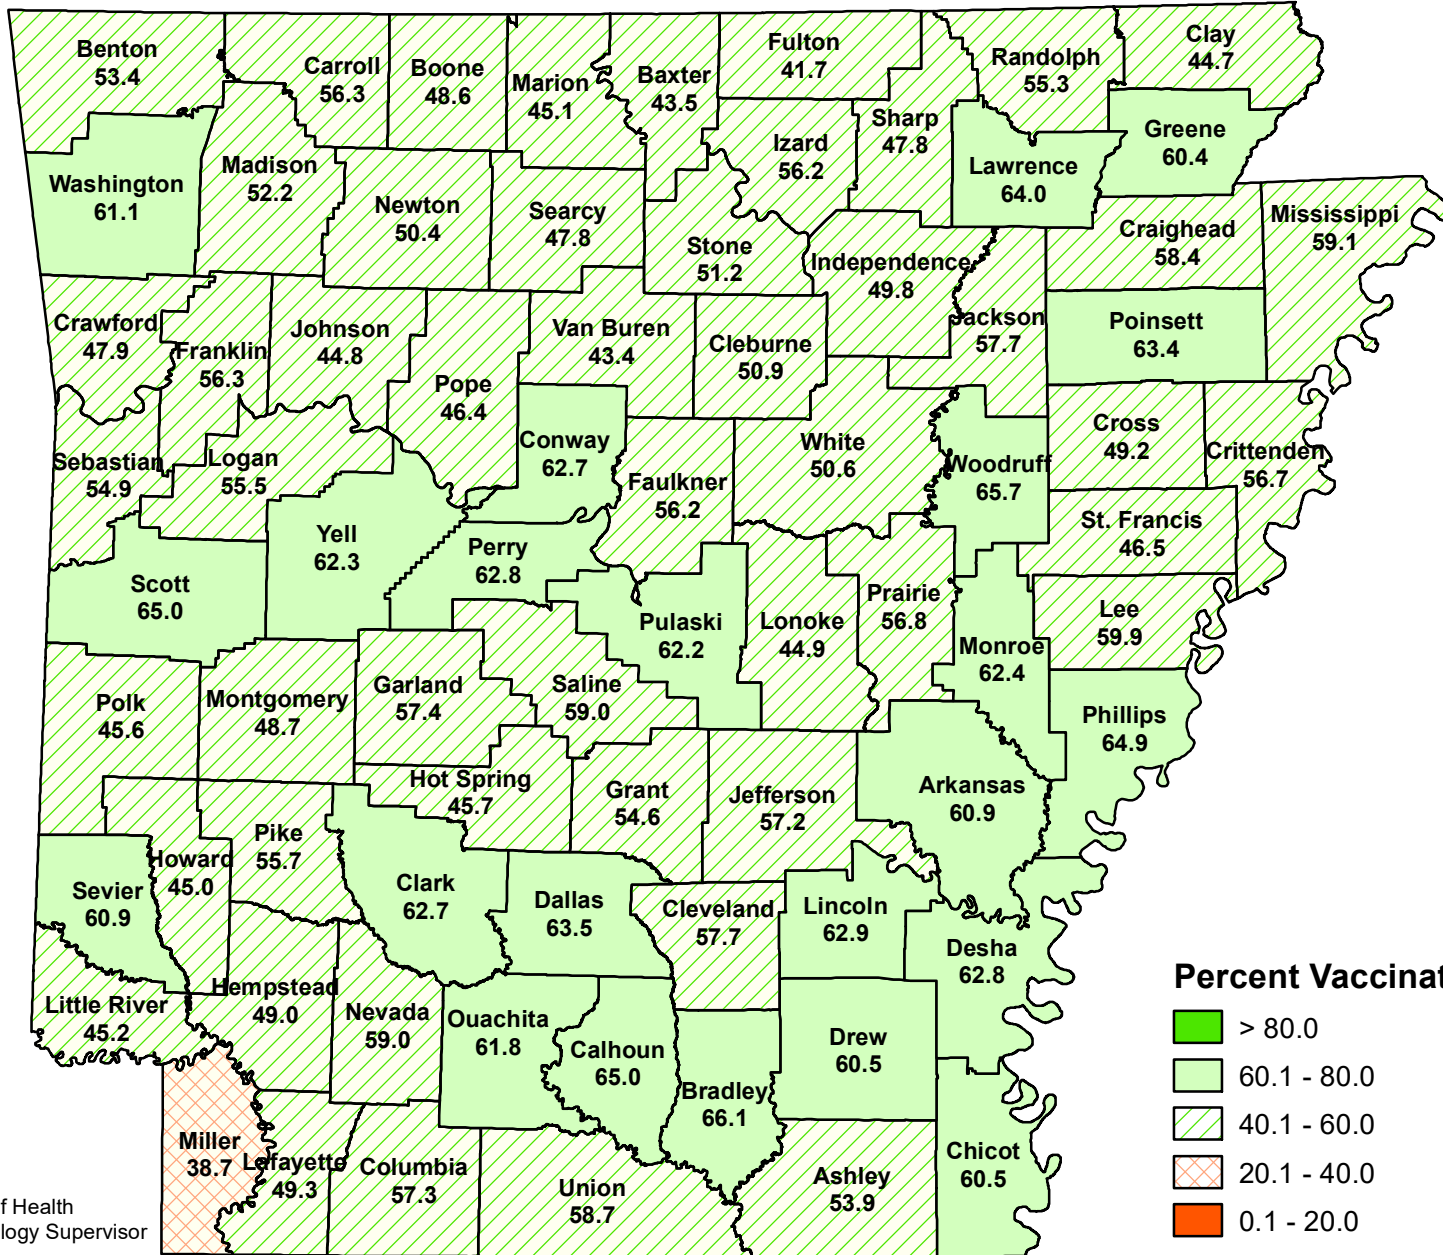 Benton
53.4
Carroll
56.3
Boone
48.6
Marion
45.1
Baxter
43.5
Fulton
41.7
Randolph
55.3
Clay
44.7
Sharp
47.8
Izard
56.2
Greene
60.4
Lawrence
64.0
Washington
61.1
Madison
52.2
Newton
50.4
Searcy
47.8
Stone
51.2
Independence
49.8
Craighead
58.4
Mississippi
59.1
Crawford
47.9
Franklin
56.3
Johnson
44.8
Pope
46.4
Van Buren
43.4
Cleburne
50.9
Jackson
57.7
Poinsett
63.4
Sebastian
54.9
Logan
55.5
Conway
62.7
Faulkner
56.2
White
50.6
Woodruff
65.7
Cross
49.2
Crittenden
56.7
St. Francis
46.5
Yell
62.3
Perry
62.8
Scott
65.0
Pulaski
62.2
Lonoke
44.9
Prairie
56.8
Monroe
62.4
Lee
59.9
Polk
45.6
Montgomery
48.7
Garland
57.4
Saline
59.0
Phillips
64.9
Hot Spring
45.7
Grant
54.6
Jefferson
57.2
Arkansas
60.9
Pike
55.7
Howard
45.0
Sevier
60.9
Clark
62.7
Dallas
63.5
Cleveland
57.7
Lincoln
62.9
Desha
62.8
Little River
45.2
Hempstead
49.0
Nevada
59.0
Ouachita
61.8
Calhoun
65.0
Bradley
66.1
Drew
60.5
Miller
38.7
Lafayette
49.3
Columbia
57.3
Union
58.7
Ashley
53.9
Chicot
60.5
Percent Vaccinat
> 80.0
60.1 - 80.0
40.1 - 60.0
20.1 - 40.0
0.1 - 20.0
f Health
logy Supervisor